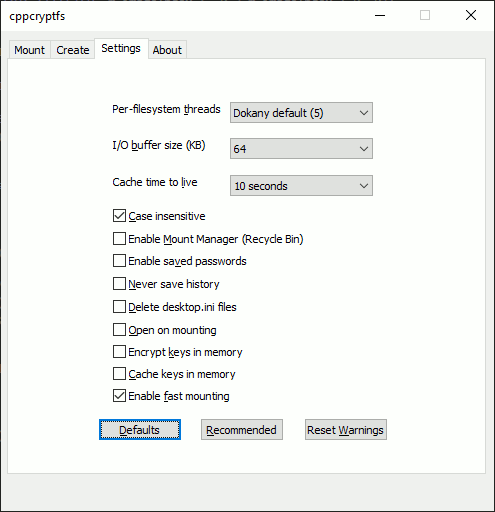 cppcryptfs
Mount Create Settings About
Per-filesystem threads Dokany default (5)
I/O buffer size (KB) 64
Cache time to live 10 seconds
Case insensitive
Enable Mount Manager (Recycle Bin)
Enable saved passwords
Never save history
Delete desktop.ini files
Open on mounting
Encrypt keys in memory
Cache keys in memory
Enable fast mounting
Defaults Recommended Reset Warnings